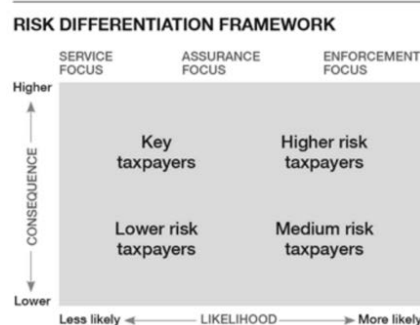 RISK DIFFERENTIATION FRAMEWORK
SERVICE FOCUS
ASSURANCE FOCUS
ENFORCEMENT FOCUS
Higher
CONSEQUENCE
Lower
Key
taxpayers
Higher risk
taxpayers
Lower risk
taxpayers
Medium risk
taxpayers
Less likely
LIKELIHOOD
More likely